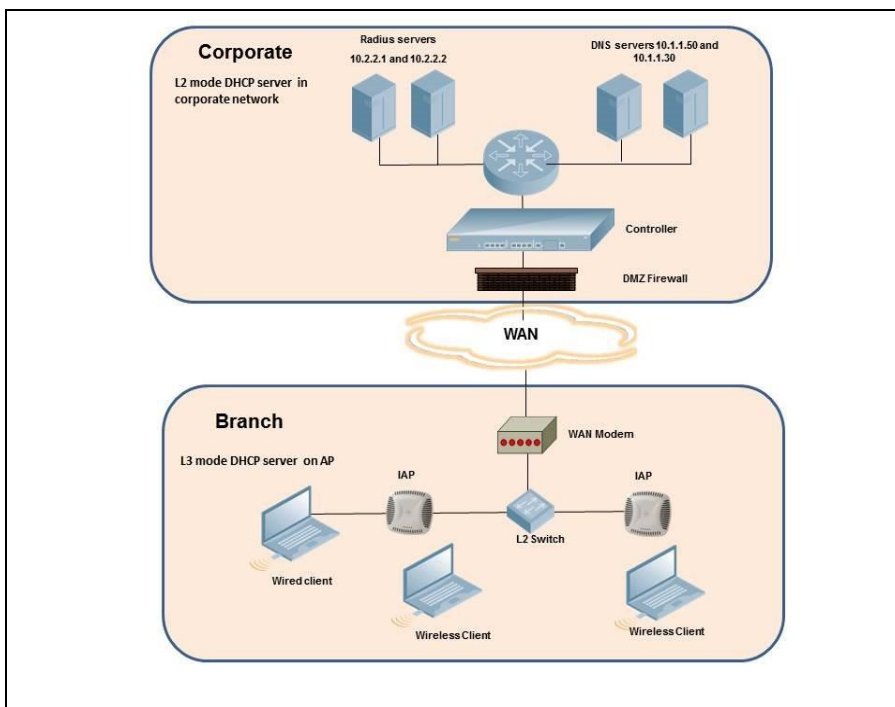 Corporate
L2 mode DHCP server in
corporate network
Radius servers
10.2.2.1 and 10.2.2.2
DNS servers 10.1.1.50 and
10.1.1.30
Controller
DMZ Firewall
WAN
Branch
L3 mode DHCP server on AP
WAN Modem
IAP
IAP
L2 Switch
Wired client
Wireless Client
Wireless Client